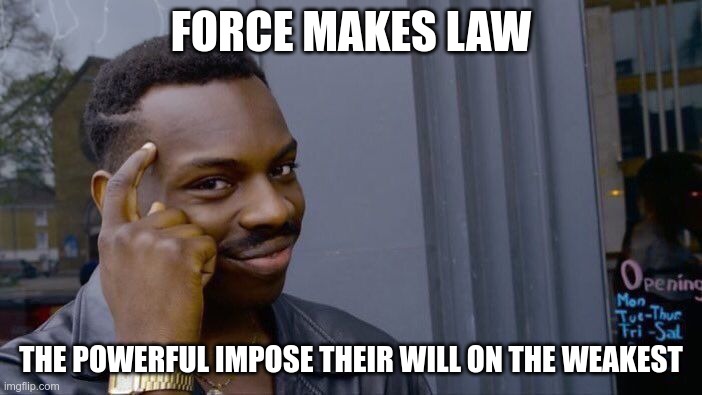 FORCE MAKES LAW
Opening
Mon
Tue-Thur
Fri -Sat
THE POWERFUL IMPOSE THEIR WILL ON THE WEAKEST
imgflip.com